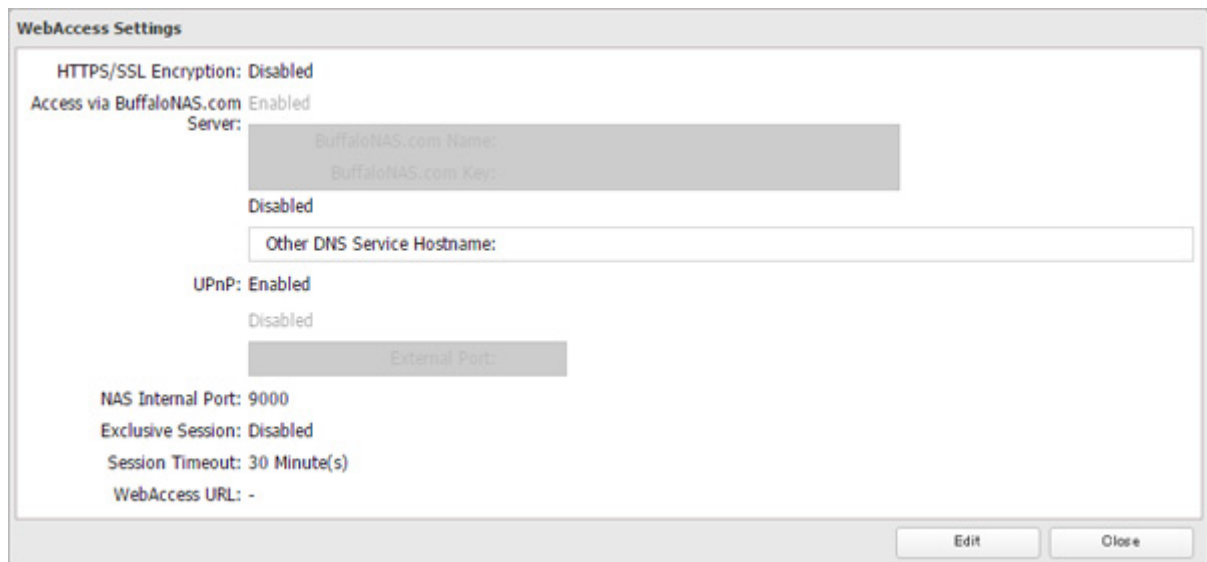 WebAccess Settings
HTTPS/SSL Encryption: Disabled
Access via BuffaloNAS.com Enabled
Server:
BuffaloNAS.com Name:
BuffaloNAS.com Key:
Disabled
Other DNS Service Hostname:
UPnP: Enabled
Disabled
External Port:
NAS Internal Port: 9000
Exclusive Session: Disabled
Session Timeout: 30 Minute(s)
WebAccess URL: -
Edit Close